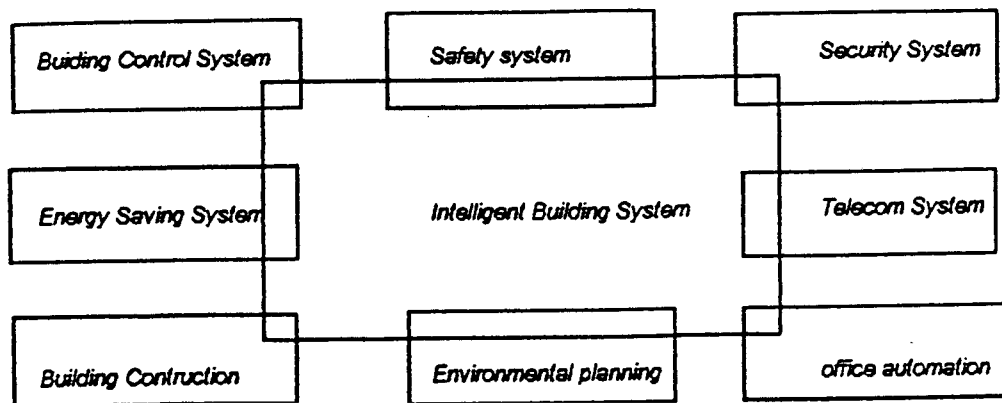 Buiding Control System
Safety system
Security System
Energy Saving System
Intelligent Building System
Telecom System
Building Contruction
Environmental planning
office automation